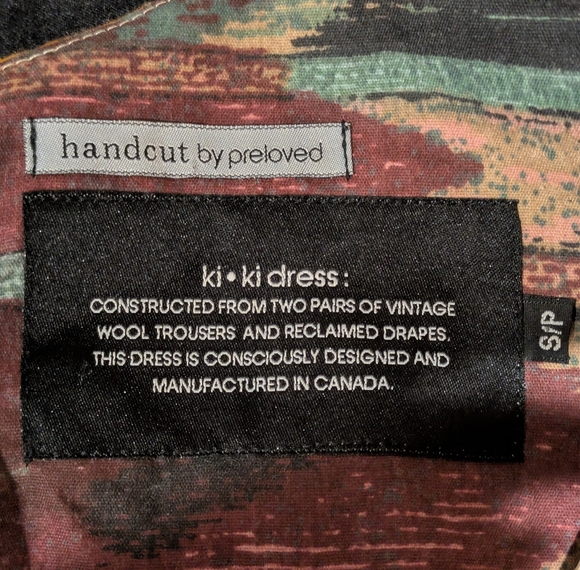 handcut by preloved
ki•ki dress:
CONSTRUCTED FROM TWO PAIRS OF VINTAGE
WOOL TROUSERS AND RECLAIMED DRAPES.
THIS DRESS IS CONSCIOUSLY DESIGNED AND
MANUFACTURED IN CANADA.
S/P